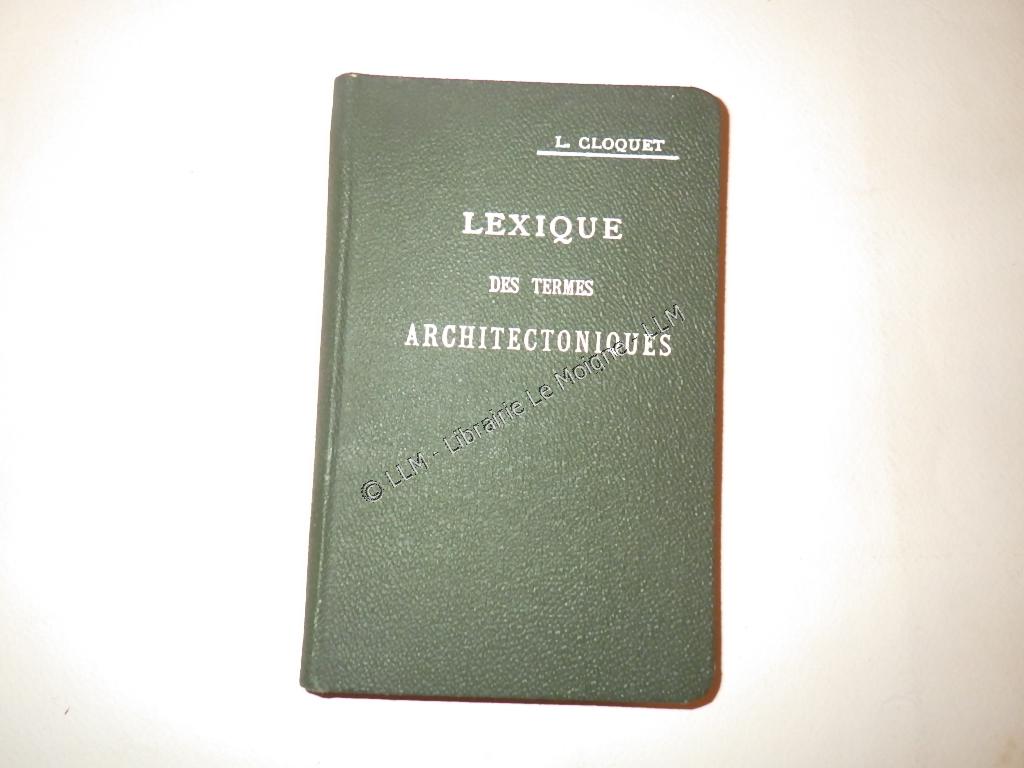 L. CLOQUET
LEXIQUE
DES TERMES
ARCHITECTONIQUES
© LLM - Librairie Le Moigne - LLM